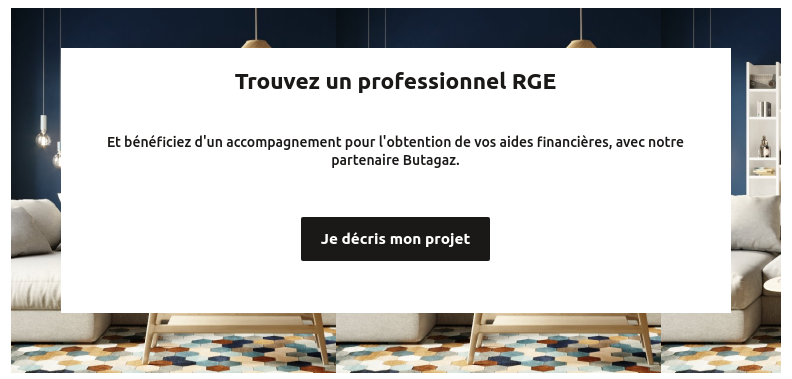 Trouvez un professionnel RGE
Et bénéficiez d'un accompagnement pour l'obtention de vos aides financières, avec notre
partenaire Butagaz.
Je décris mon projet